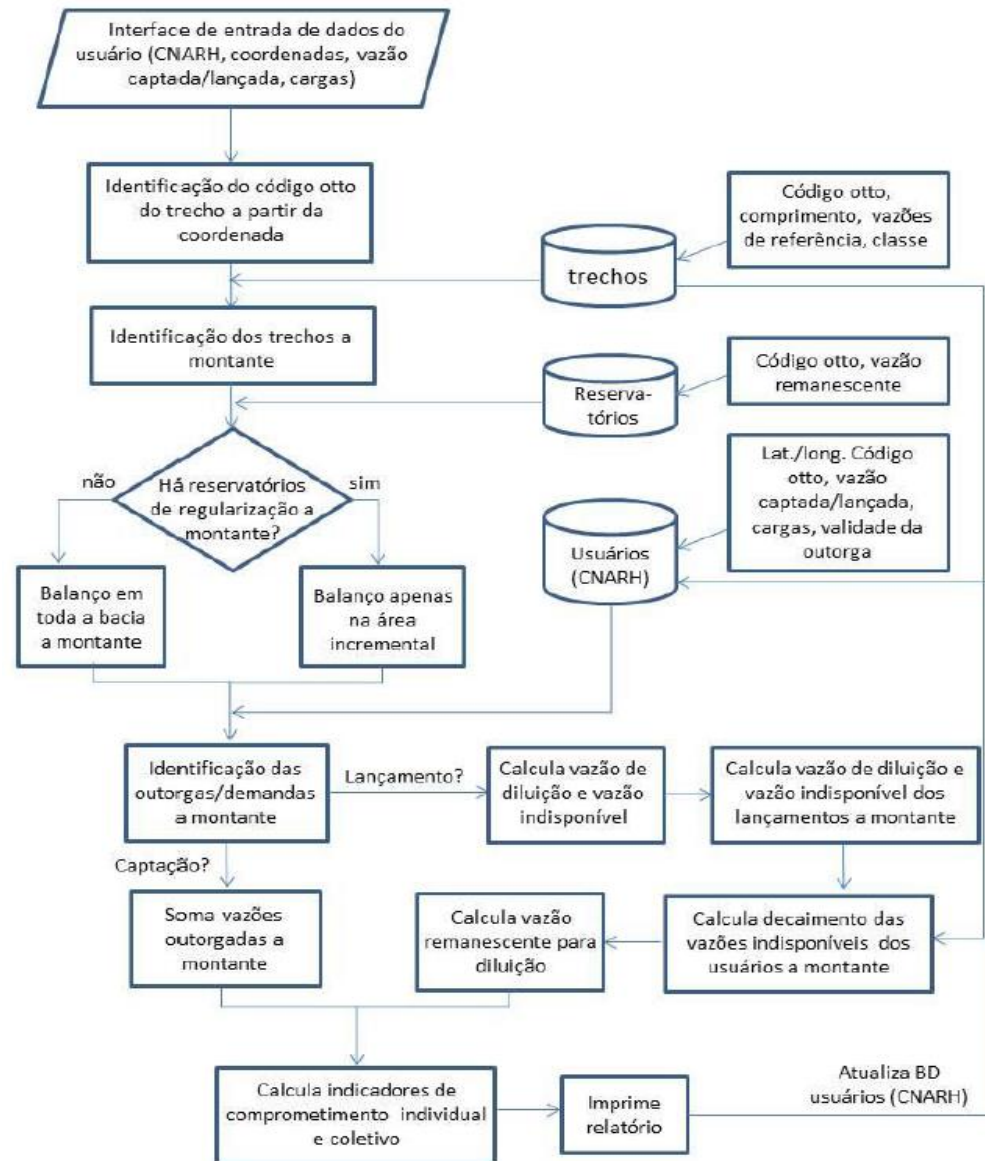 Interface de entrada de dados do
usuário (CNARH, coordenadas, vazão
captada/lançada, cargas)
Identificação do código otto
do trecho a partir da
coordenada
Código otto,
comprimento, vazões
de referência, classe
trechos
Identificação dos trechos a
montante
Código otto, vazão
remanescente
Reserva-
tórios
não
Há reservatórios
de regularização a
montante?
sim
Lat./long. Código
otto, vazão
captada/lançada,
cargas, validade da
outorga
Usuários
(CNARH)
Balanço em
toda a bacia
a montante
Balanço apenas
na área
incremental
Identificação das
outorgas/demandas
a montante
Lançamento?
Calcula vazão de
diluição e vazão
indisponível
Calcula vazão de diluição e
vazão indisponível dos
lançamentos a montante
Captação?
Soma vazões
outorgadas a
montante
Calcula vazão
remanescente para
diluição
Calcula decaimento das
vazões indisponíveis dos
usuários a montante
Calcula indicadores de
comprometimento individual
e coletivo
Imprime
relatório
Atualiza BD
usuários (CNARH)